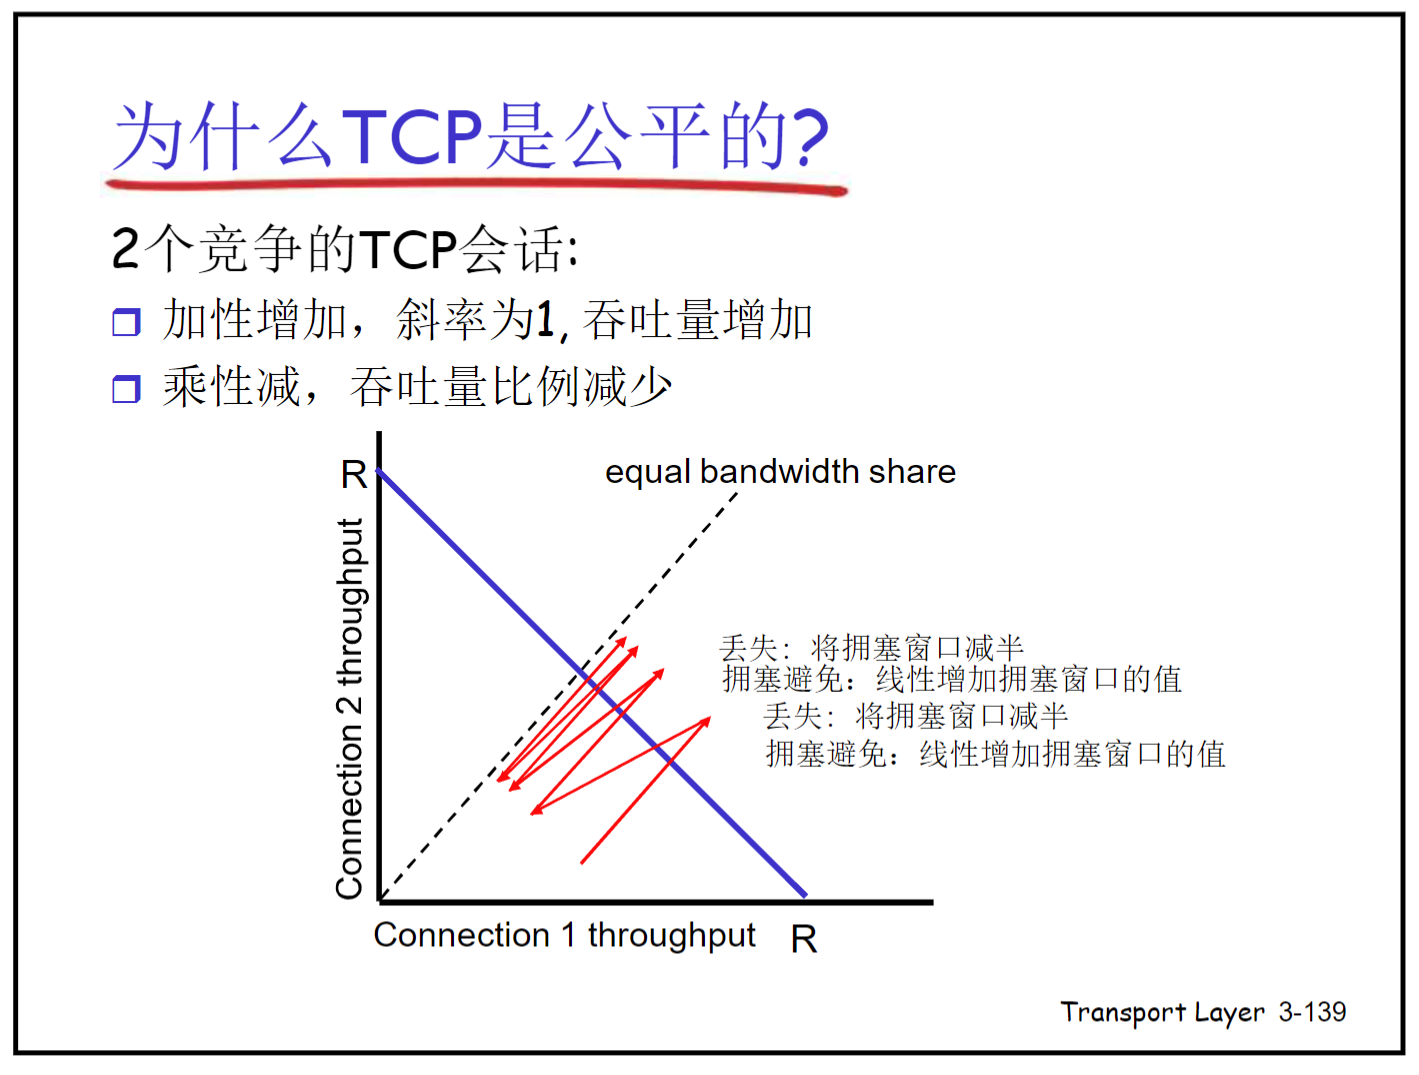 为什么TCP是公平的?
2个竞争的TCP会话:
加性增加，斜率为1, 吞吐量增加
乘性减，吞吐量比例减少
R
equal bandwidth share
Connection 2 throughput
丢失: 将拥塞窗口减半
拥塞避免: 线性增加拥塞窗口的值
丢失: 将拥塞窗口减半
拥塞避免: 线性增加拥塞窗口的值
Connection 1 throughput R
Transport Layer 3-139